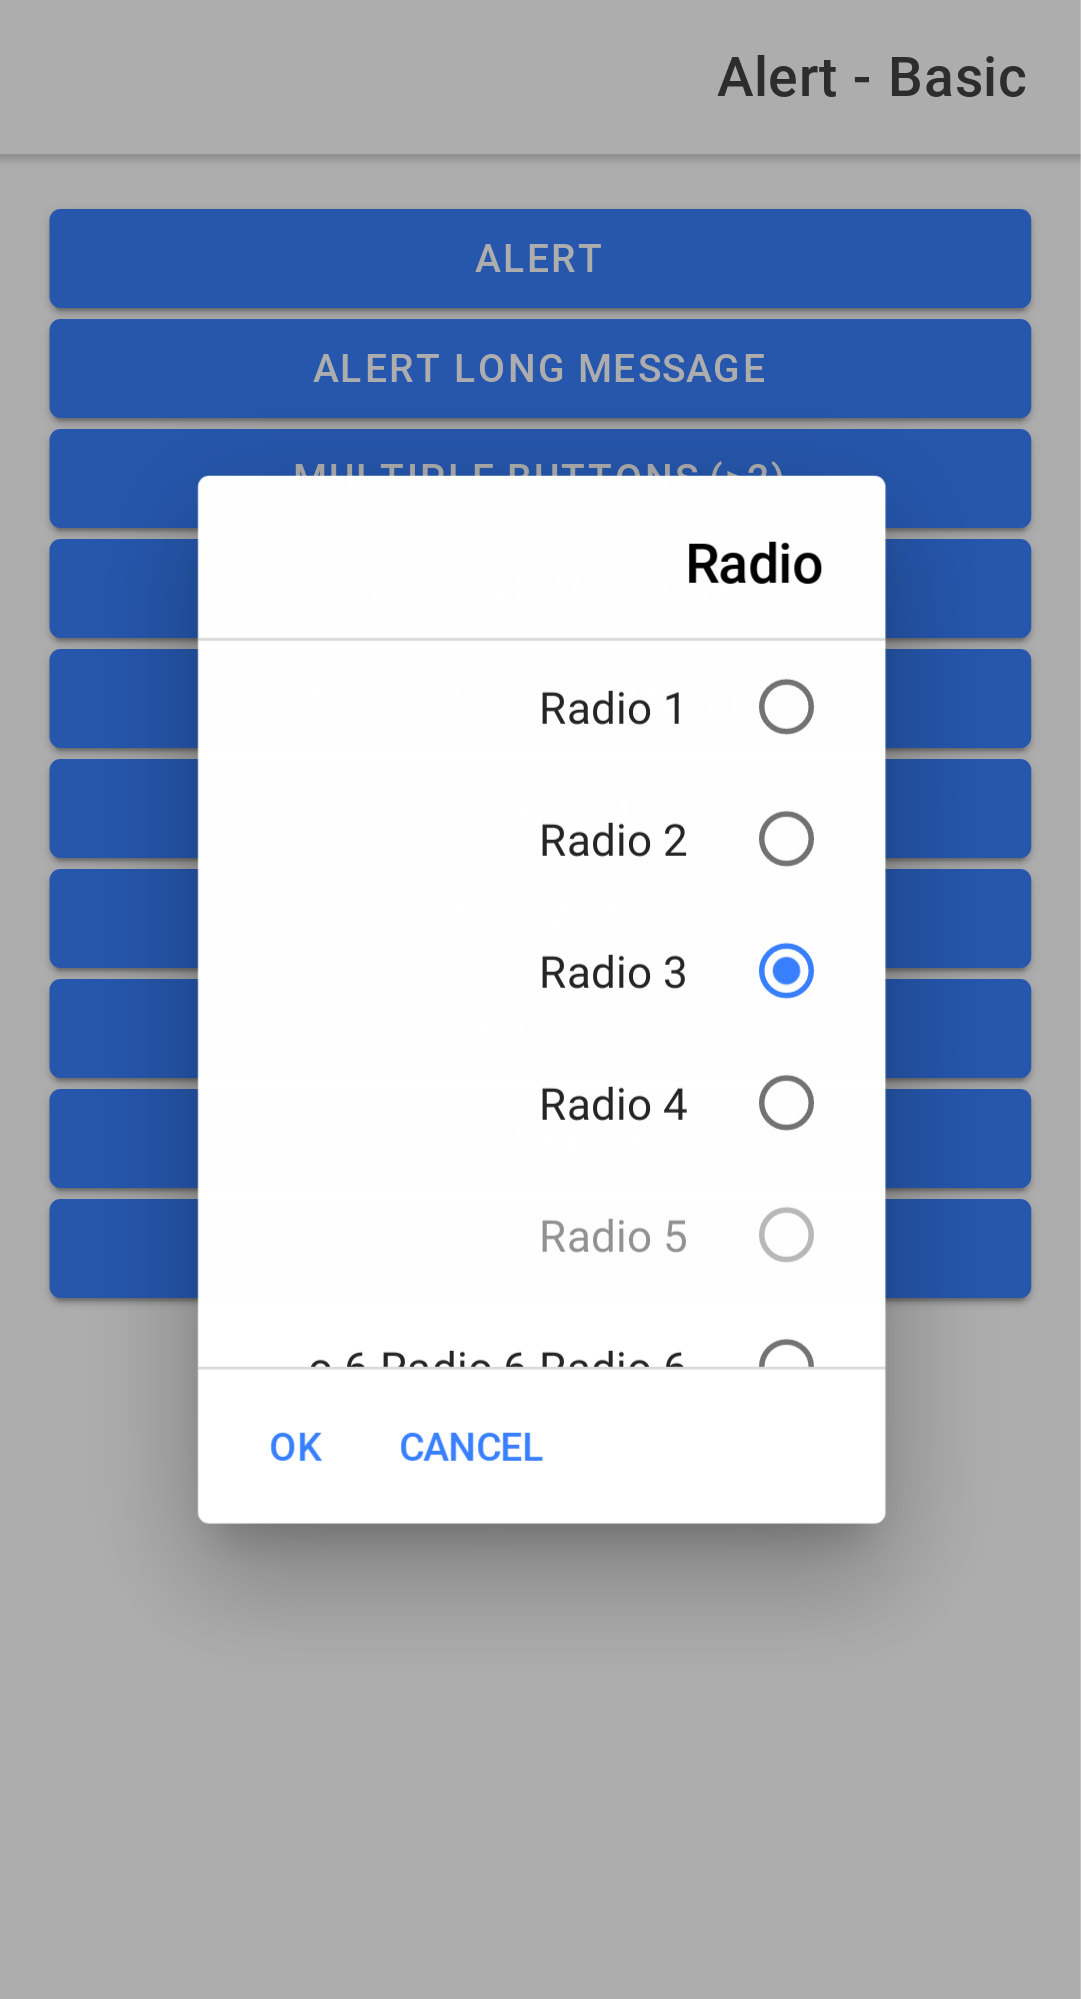 Alert - Basic
ALERT
ALERT LONG MESSAGE
MULTIPLE BUTTONS (>2)
Radio
Radio 1
Radio 2
Radio 3
Radio 4
Radio 5
6 Radio 6 Radio 6
OK CANCEL